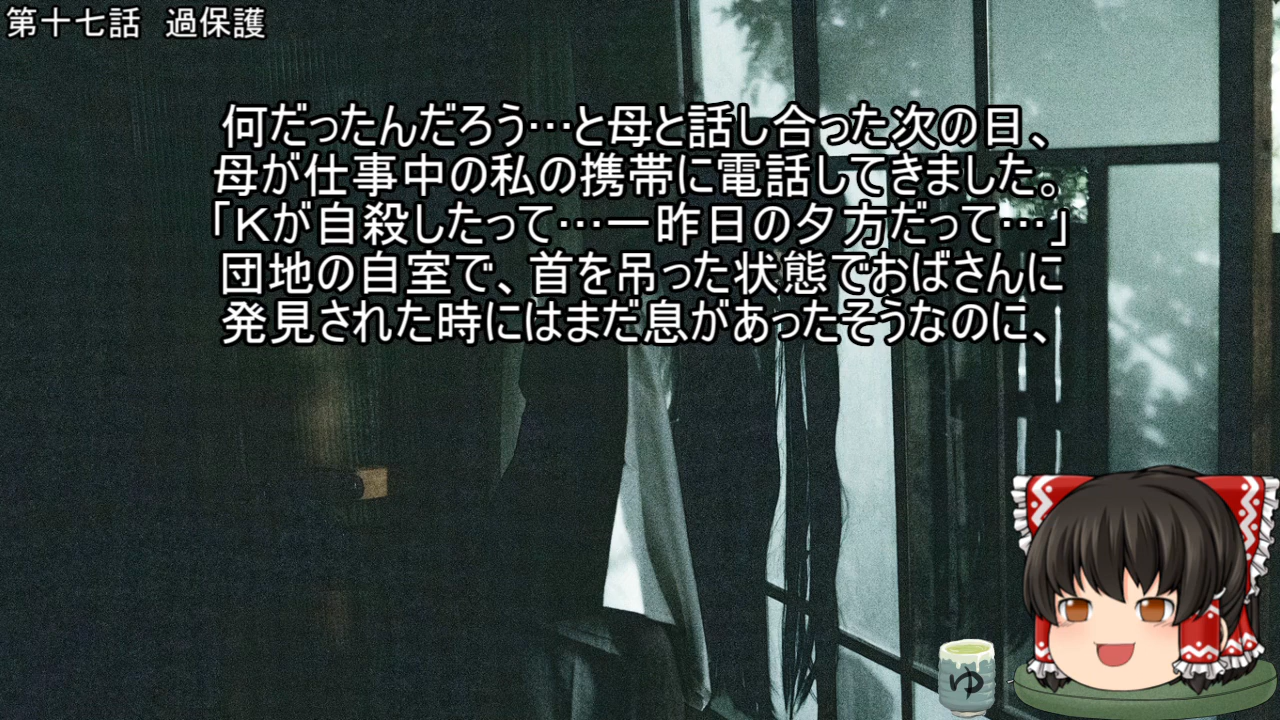 第十七話　過保護
何だったんだろう…と母と話し合った次の日、
母が仕事中の私の携帯に電話してきました。
「Ｋが自殺したって…一昨日の夕方だって…」
団地の自室で、首を吊った状態でおばさんに
発見された時にはまだ息があったそうなのに、
ゆ